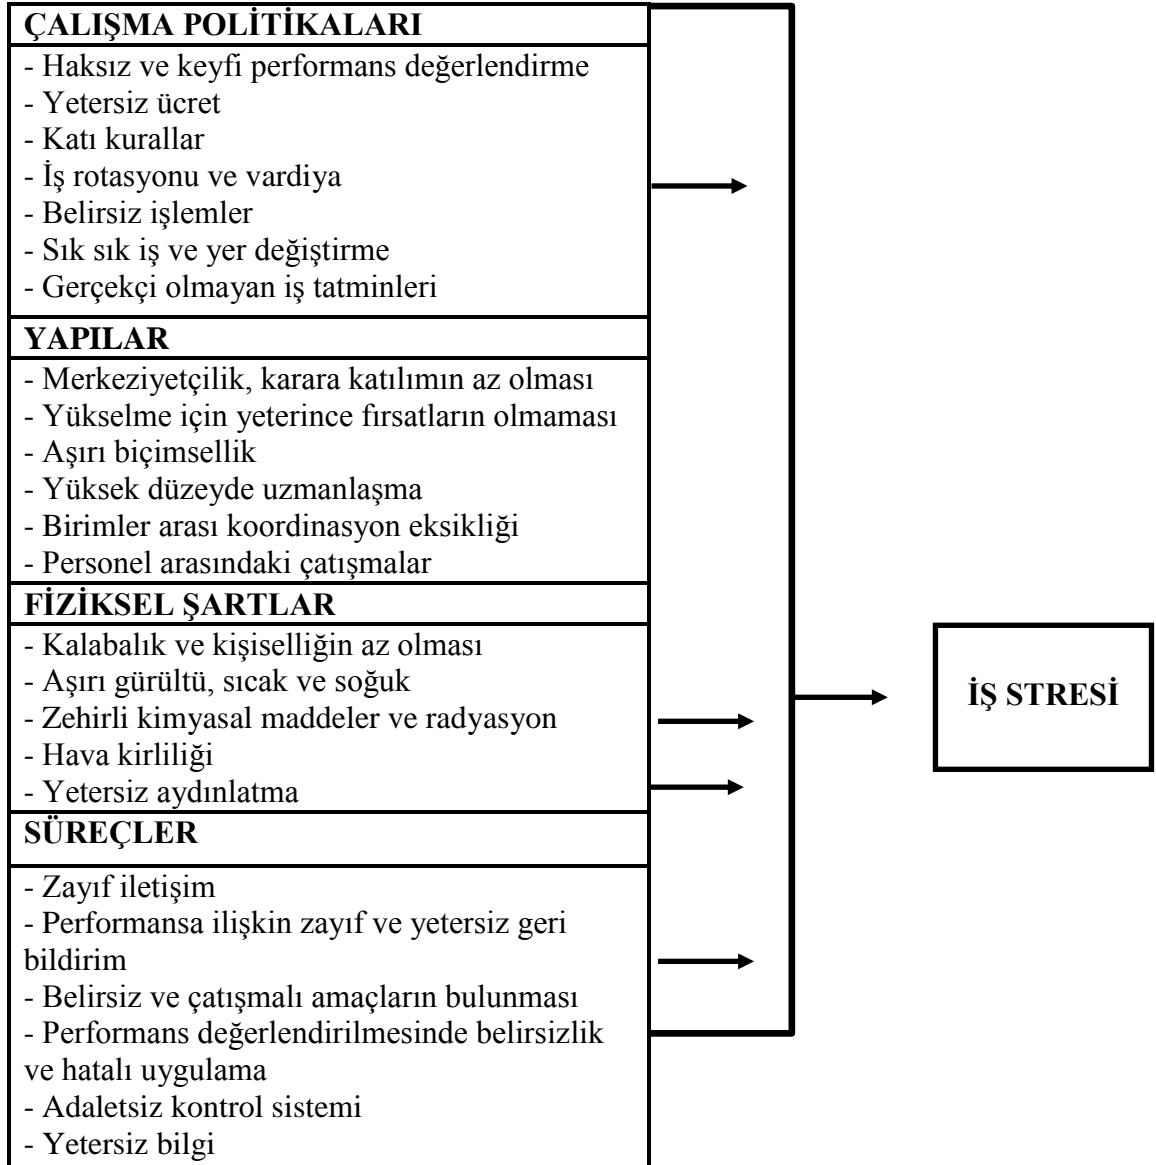 ÇALIŞMA POLİTİKALARI
- Haksız ve keyfi performans değerlendirme
- Yetersiz ücret
- Katı kurallar
- İş rotasyonu ve vardiya
- Belirsiz işlemler
- Sık sık iş ve yer değiştirme
- Gerçekçi olmayan iş tatminleri
YAPILAR
- Merkeziyetçilik, karara katılımın az olması
- Yükselme için yeterince fırsatların olmaması
- Aşırı biçimsellik
- Yüksek düzeyde uzmanlaşma
- Birimler arası koordinasyon eksikliği
- Personel arasındaki çatışmalar
FİZİKSEL ŞARTLAR
- Kalabalık ve kişiselliğin az olması
- Aşırı gürültü, sıcak ve soğuk
- Zehirli kimyasal maddeler ve radyasyon
- Hava kirliliği
- Yetersiz aydınlatma
SÜREÇLER
- Zayıf iletişim
- Performansa ilişkin zayıf ve yetersiz geri
bildirim
- Belirsiz ve çatışmalı amaçların bulunması
- Performans değerlendirilmesinde belirsizlik
ve hatalı uygulama
- Adaletsiz kontrol sistemi
- Yetersiz bilgi
İŞ STRESİ